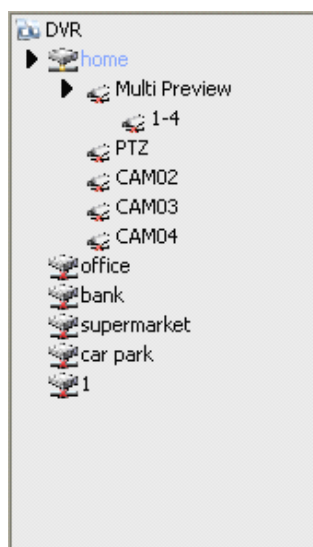 DVR
home
Multi Preview
1-4
PTZ
CAM02
CAM03
CAM04
office
bank
supermarket
car park
1